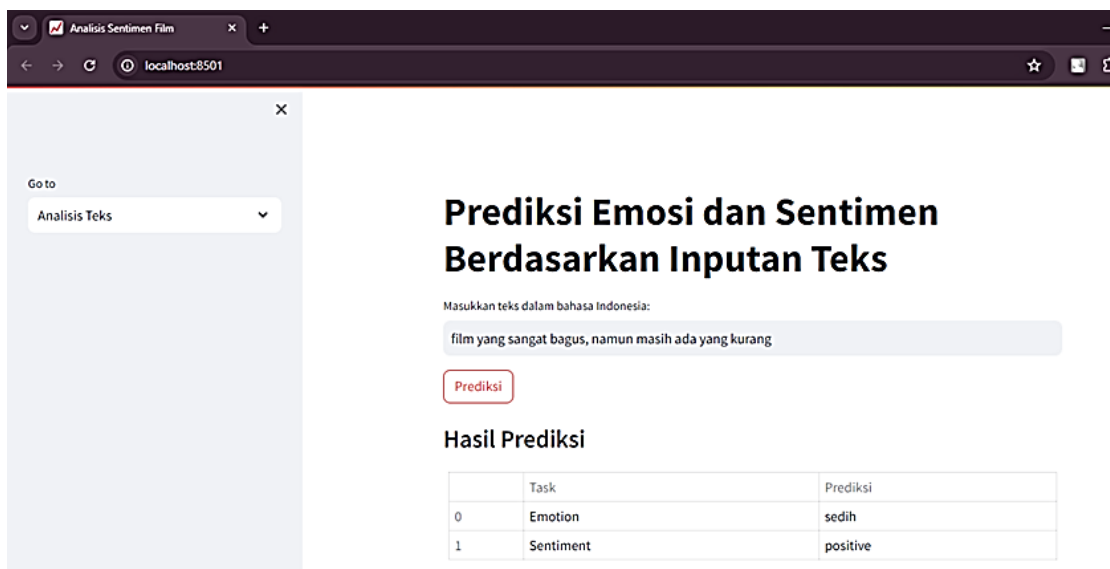 Analisis Sentimen Film
localhost:8501
Go to
Analisis Teks
Prediksi Emosi dan Sentimen
Berdasarkan Inputan Teks
Masukkan teks dalam bahasa Indonesia:
film yang sangat bagus, namun masih ada yang kurang
Prediksi
Hasil Prediksi
Task Prediksi
0 Emotion sedih
1 Sentiment positive